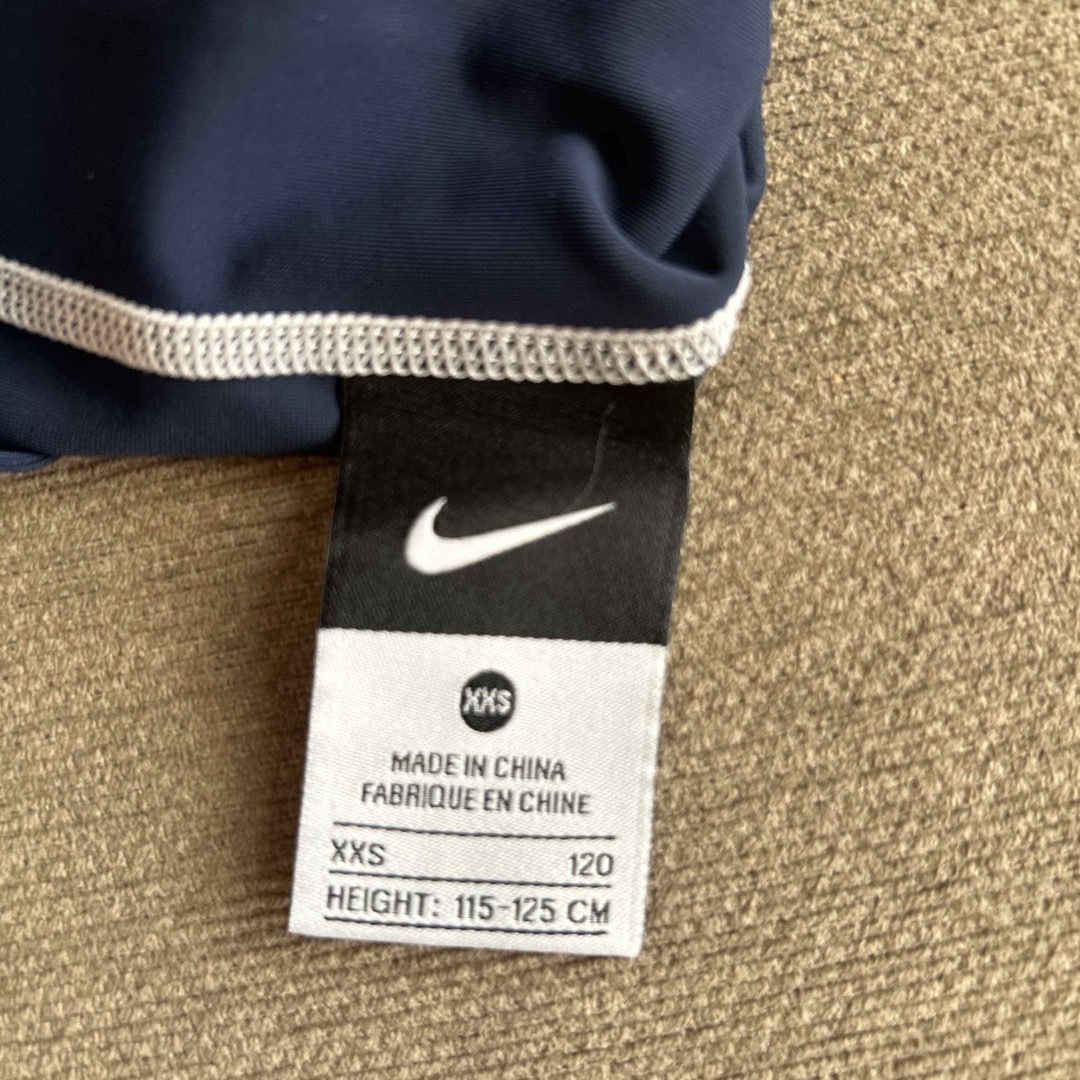 XXS
MADE IN CHINA
FABRIQUE EN CHINE
XXS 120
HEIGHT: 115-125 CM